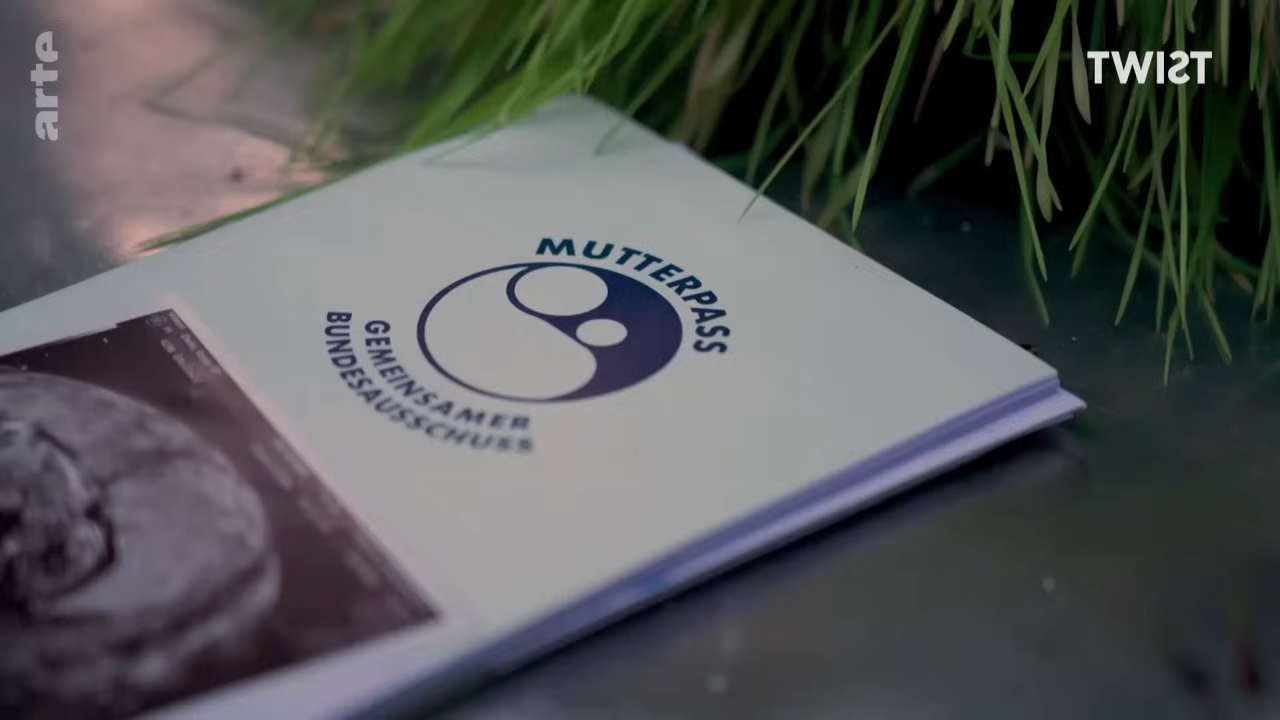 arte
TWIST
MUTTERPASS
GEMEINSAMER
BUNDESAUSSCHUSS